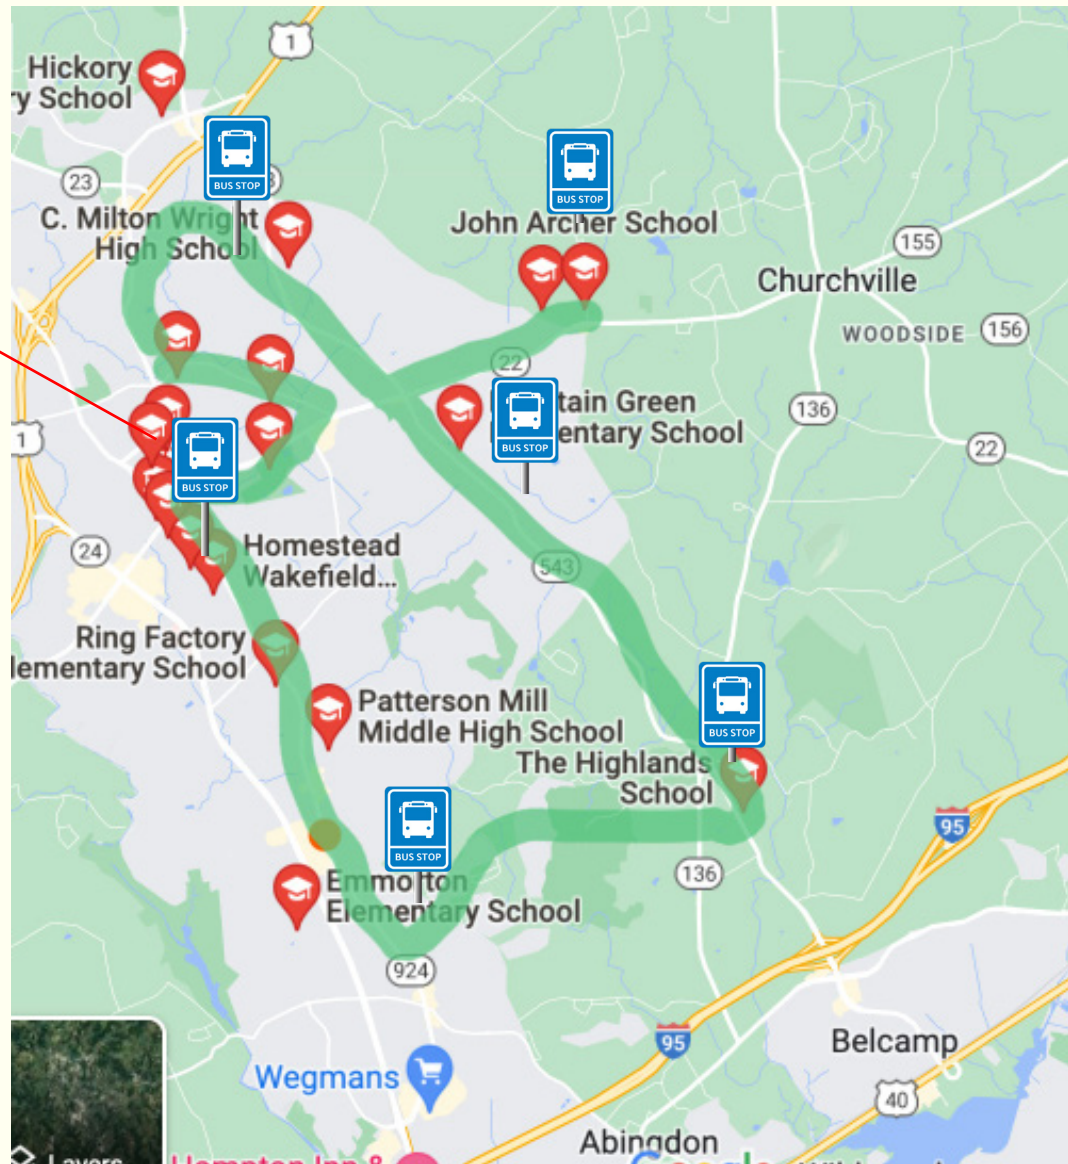 1
Hickory
ry School
BUS STOP
BUS STOP
23
C. Milton Wright
High School
John Archer School
155
Churchville
WOODSIDE
156
22
tain Green
entary School
136
22
1
BUS STOP
BUS STOP
24
Homestead
Wakefield...
543
Ring Factory
lementary School
Patterson Mill
Middle High School
The Highlands
School
BUS STOP
BUS STOP
95
136
Emmorton
Elementary School
924
95
Belcamp
Wegmans
40
Abingdon
Layers
Hampton Inn &
Google